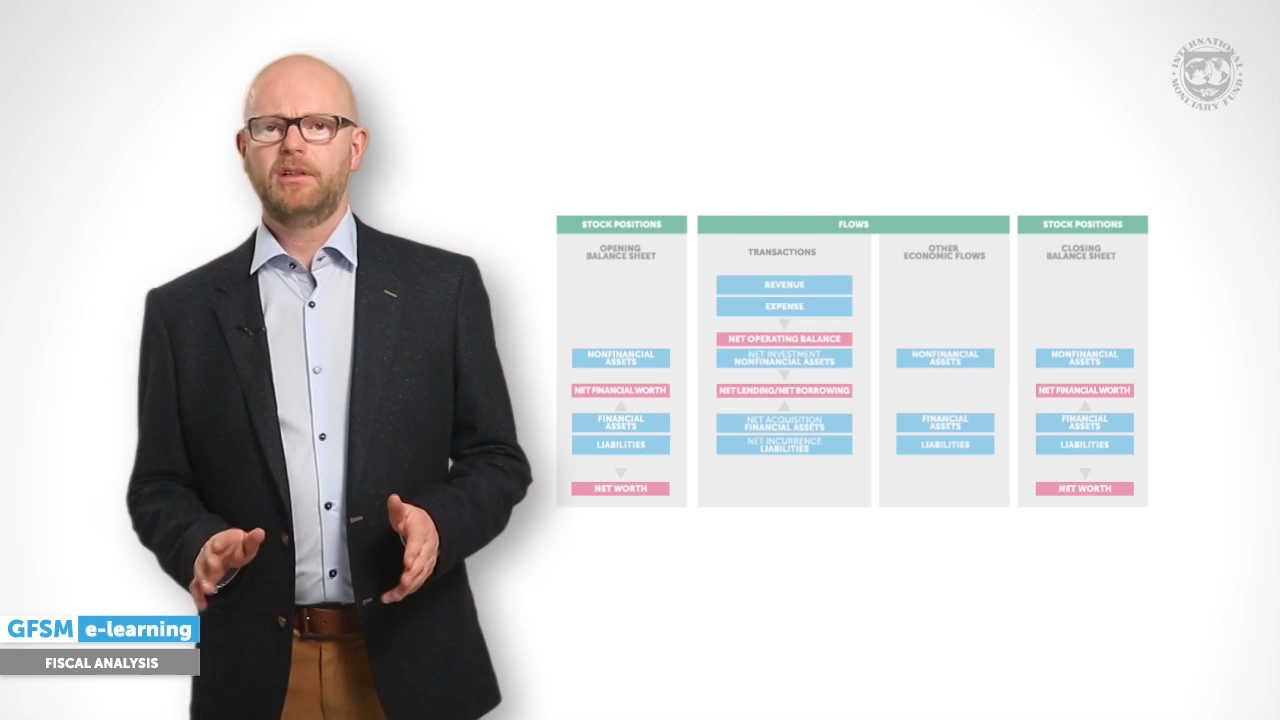 INTERNATIONAL
MONETARY FUND
STOCK POSITIONS
OPENING
BALANCE SHEET
NONFINANCIAL
ASSETS
NET FINANCIAL WORTH
FINANCIAL
ASSETS
LIABILITIES
NET WORTH
FLOWS
TRANSACTIONS
REVENUE
EXPENSE
NET OPERATING BALANCE
NET INVESTMENT
NONFINANCIAL ASSETS
NET LENDING/NET BORROWING
NET ACQUISITION
FINANCIAL ASSETS
NET INCURRENCE
LIABILITIES
OTHER
ECONOMIC FLOWS
NONFINANCIAL
ASSETS
FINANCIAL
ASSETS
LIABILITIES
STOCK POSITIONS
CLOSING
BALANCE SHEET
NONFINANCIAL
ASSETS
NET FINANCIAL WORTH
FINANCIAL
ASSETS
LIABILITIES
NET WORTH
GFSM e-learning
FISCAL ANALYSIS